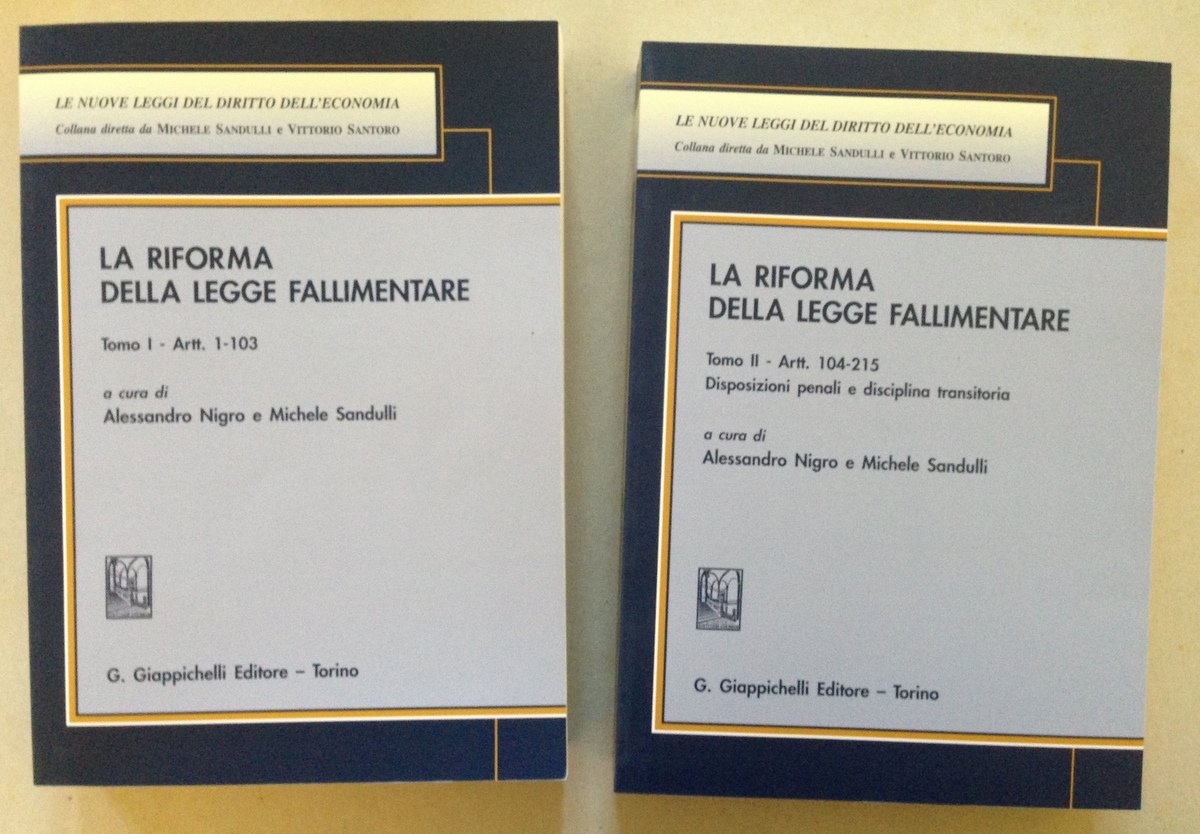 LE NUOVE LEGGI DEL DIRITTO DELL'ECONOMIA
Collana diretta da MICHELE SANDULLI e VITTORIO SANTORO
LA RIFORMA
DELLA LEGGE FALLIMENTARE
Tomo I - Artt. 1-103
a cura di
Alessandro Nigro e Michele Sandulli
G. Giappichelli Editore – Torino
LE NUOVE LEGGI DEL DIRITTO DELL'ECONOMIA
Collana diretta da MICHELE SANDULLI e VITTORIO SANTORO
LA RIFORMA
DELLA LEGGE FALLIMENTARE
Tomo II - Artt. 104-215
Disposizioni penali e disciplina transitoria
a cura di
Alessandro Nigro e Michele Sandulli
G. Giappichelli Editore – Torino